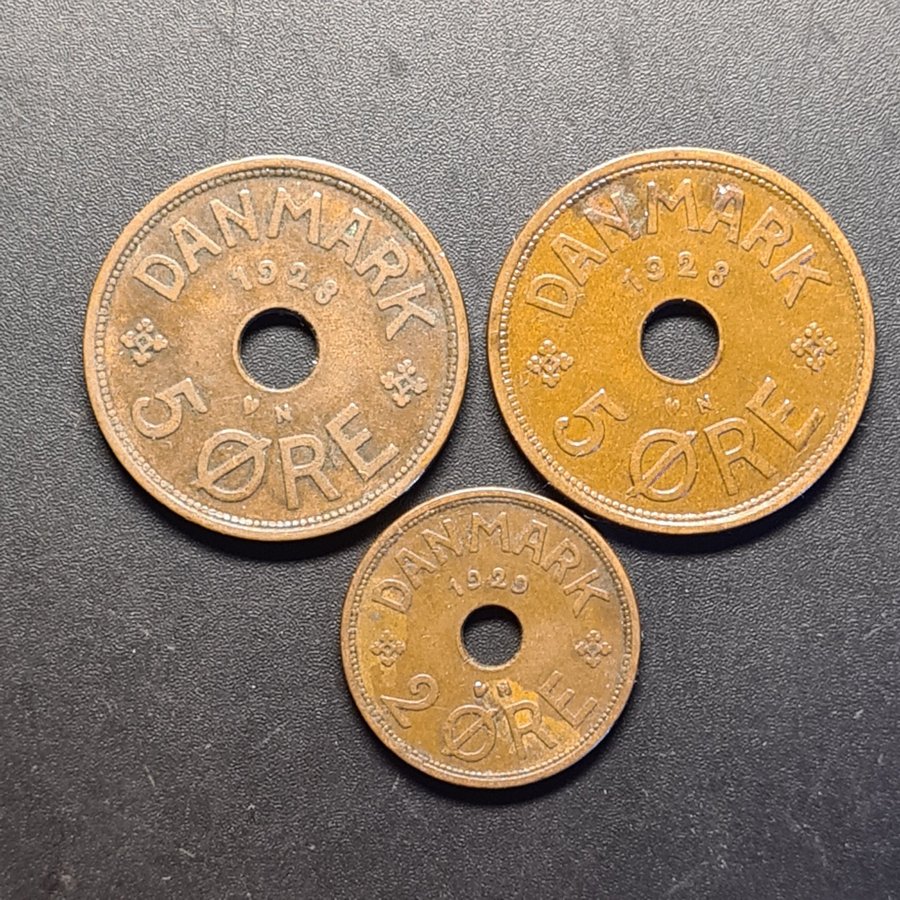 DANMARK
1928
♥ N
5 ØRE
DANMARK
1928
♥ N
5 ØRE
DANMARK
1929
2 ØRE